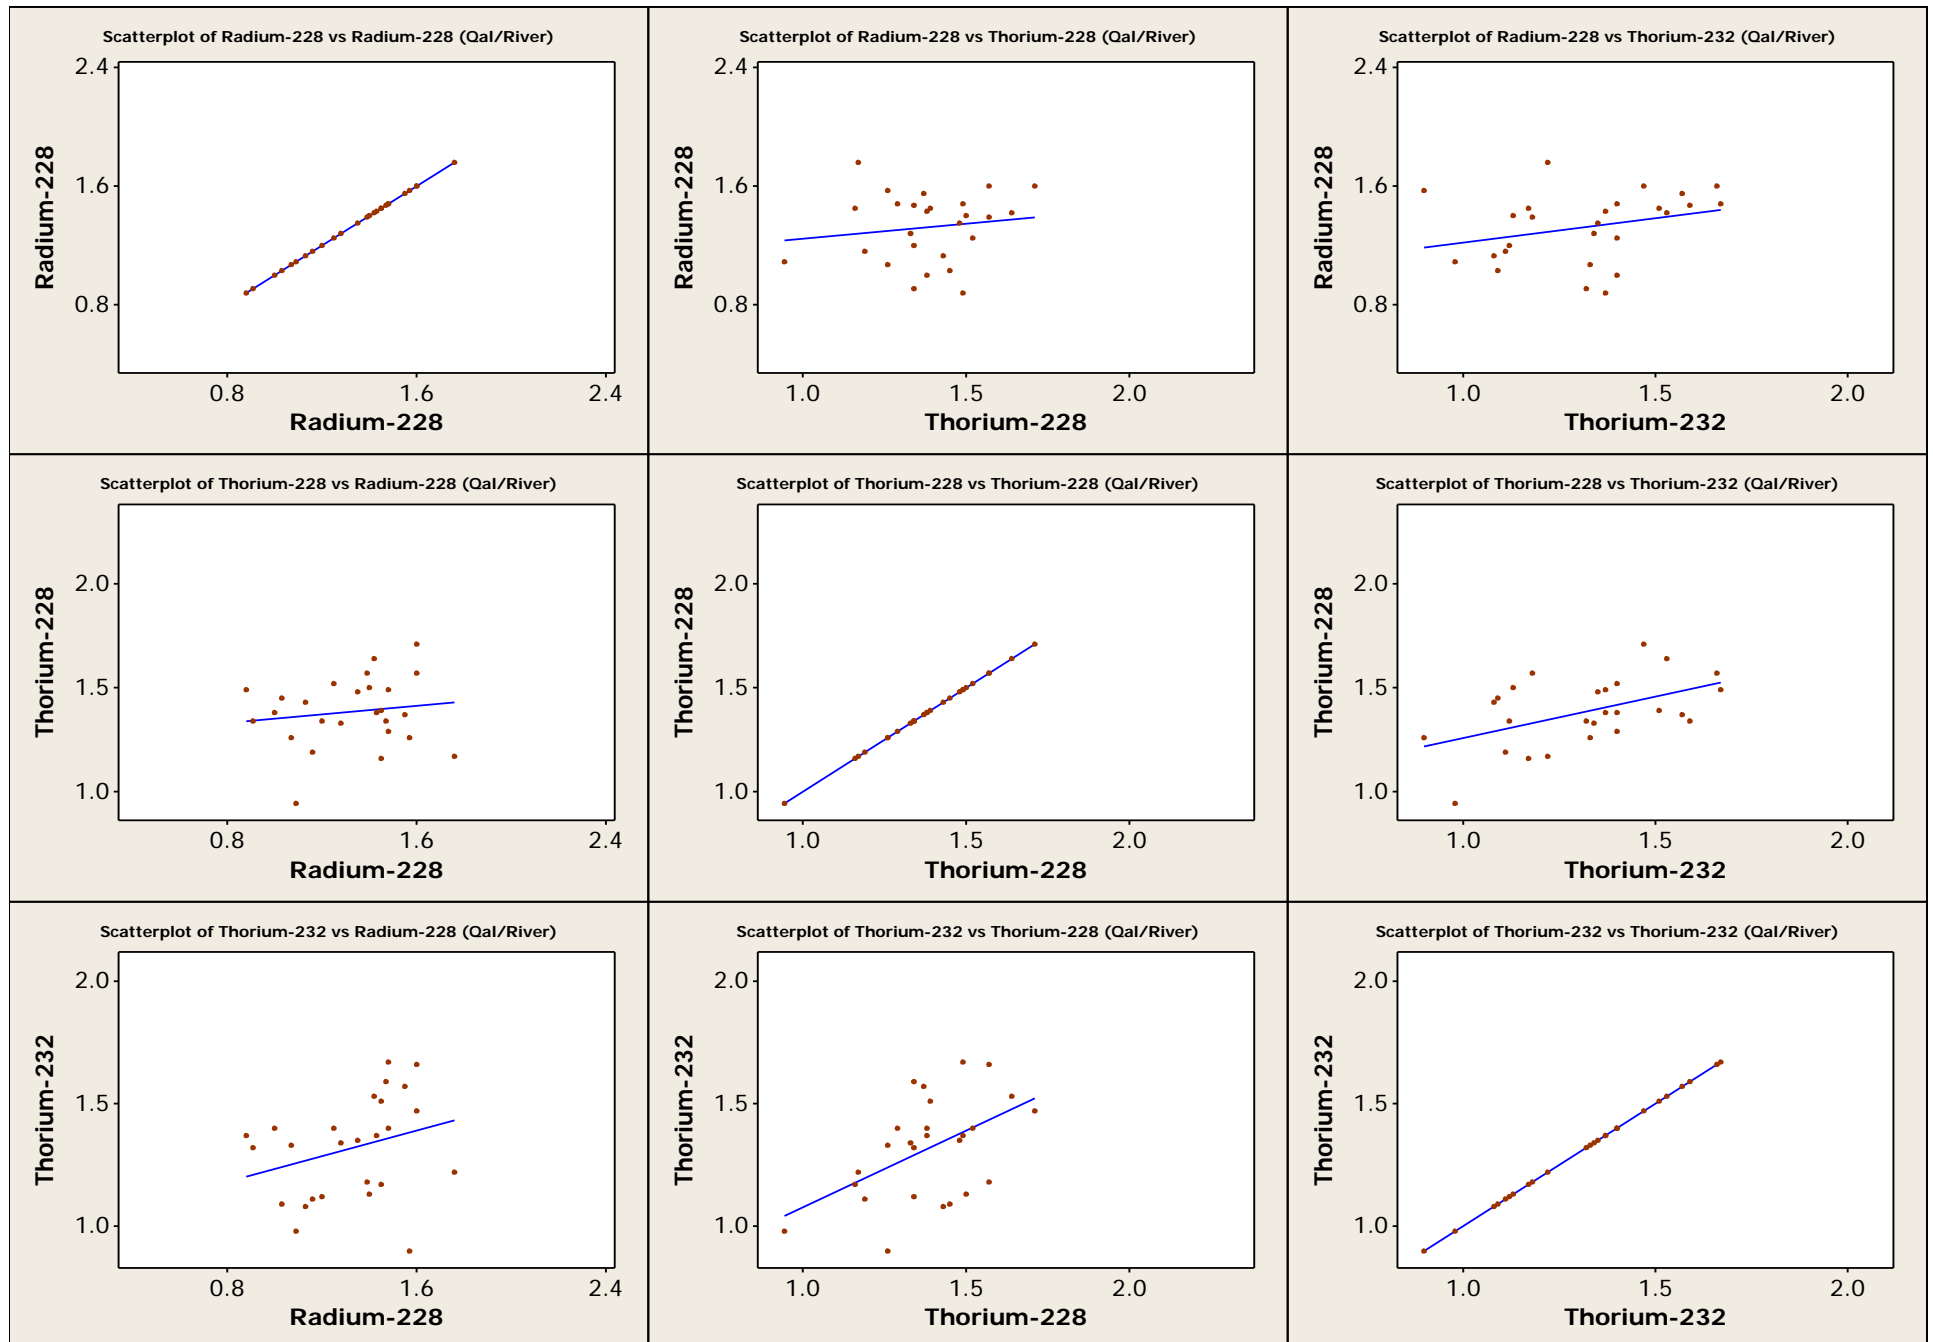 Scatterplot of Radium-228 vs Radium-228 (Qal/River)
2.4
1.6
0.8
Radium-228
0.8 1.6 2.4
Radium-228
Scatterplot of Radium-228 vs Thorium-228 (Qal/River)
2.4
1.6
0.8
Radium-228
1.0 1.5 2.0
Thorium-228
Scatterplot of Radium-228 vs Thorium-232 (Qal/River)
2.4
1.6
0.8
Radium-228
1.0 1.5 2.0
Thorium-232
Scatterplot of Thorium-228 vs Radium-228 (Qal/River)
2.0
1.5
1.0
Thorium-228
0.8 1.6 2.4
Radium-228
Scatterplot of Thorium-228 vs Thorium-228 (Qal/River)
2.0
1.5
1.0
Thorium-228
1.0 1.5 2.0
Thorium-228
Scatterplot of Thorium-228 vs Thorium-232 (Qal/River)
2.0
1.5
1.0
Thorium-228
1.0 1.5 2.0
Thorium-232
Scatterplot of Thorium-232 vs Radium-228 (Qal/River)
2.0
1.5
1.0
Thorium-232
0.8 1.6 2.4
Radium-228
Scatterplot of Thorium-232 vs Thorium-228 (Qal/River)
2.0
1.5
1.0
Thorium-232
1.0 1.5 2.0
Thorium-228
Scatterplot of Thorium-232 vs Thorium-232 (Qal/River)
2.0
1.5
1.0
Thorium-232
1.0 1.5 2.0
Thorium-232